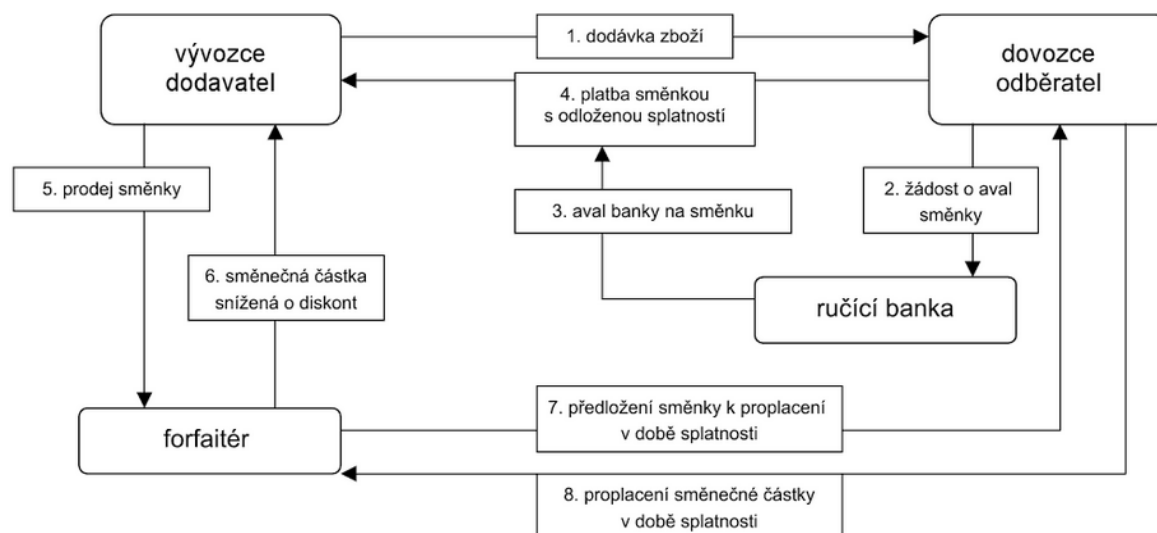 vývozce
dodavatel
1. dodávka zboží
dovozce
odběratel
4. platba směnkou
s odloženou splatností
5. prodej směnky
3. aval banky na směnku
2. žádost o aval
směnky
6. směnečná částka
snížená o diskont
ručící banka
forfaitér
7. předložení směnky k proplacení
v době splatnosti
8. proplacení směnečné částky
v době splatnosti